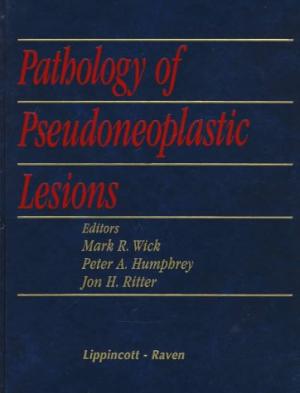 Pathology of
Pseudoneoplastic
Lesions
Editors
Mark R. Wick
Peter A. Humphrey
Jon H. Ritter
Lippincott - Raven